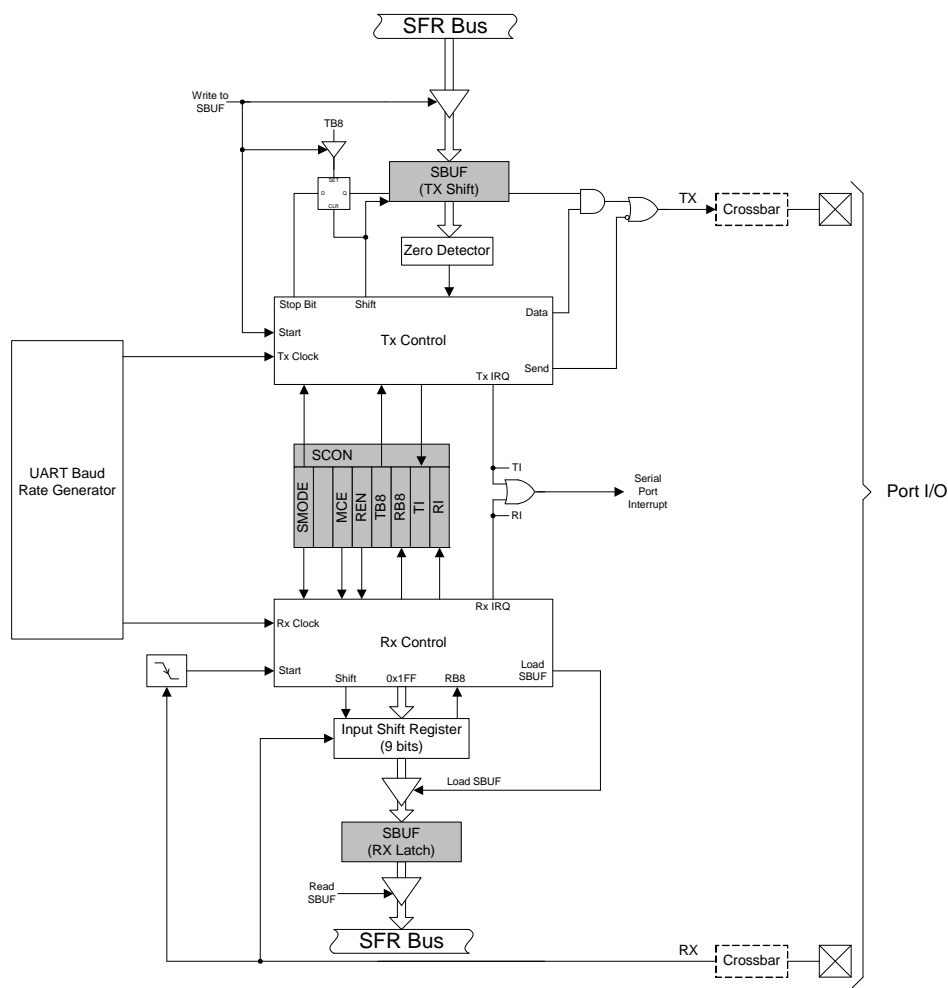 SFR Bus
Write to
SBUF
TB8
SET
D
Q
CLR
SBUF
(TX Shift)
TX
Crossbar
Zero Detector
Stop Bit
Shift
Data
Start
Tx Control
Tx Clock
Send
Tx IRQ
UART Baud
Rate Generator
SCON
SMODE
MCE
REN
TB8
RB8
TI
RI
TI
RI
Serial
Port
Interrupt
Port I/O
Rx IRQ
Rx Clock
Rx Control
Start
Load
SBUF
Shift
0x1FF
RB8
Input Shift Register
(9 bits)
Load SBUF
SBUF
(RX Latch)
Read
SBUF
SFR Bus
RX
Crossbar